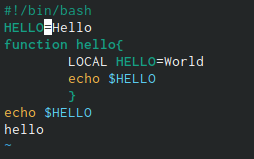 #!/bin/bash
HELLO=Hello
function hello{
        LOCAL HELLO=World
        echo $HELLO
        }
echo $HELLO
hello
~